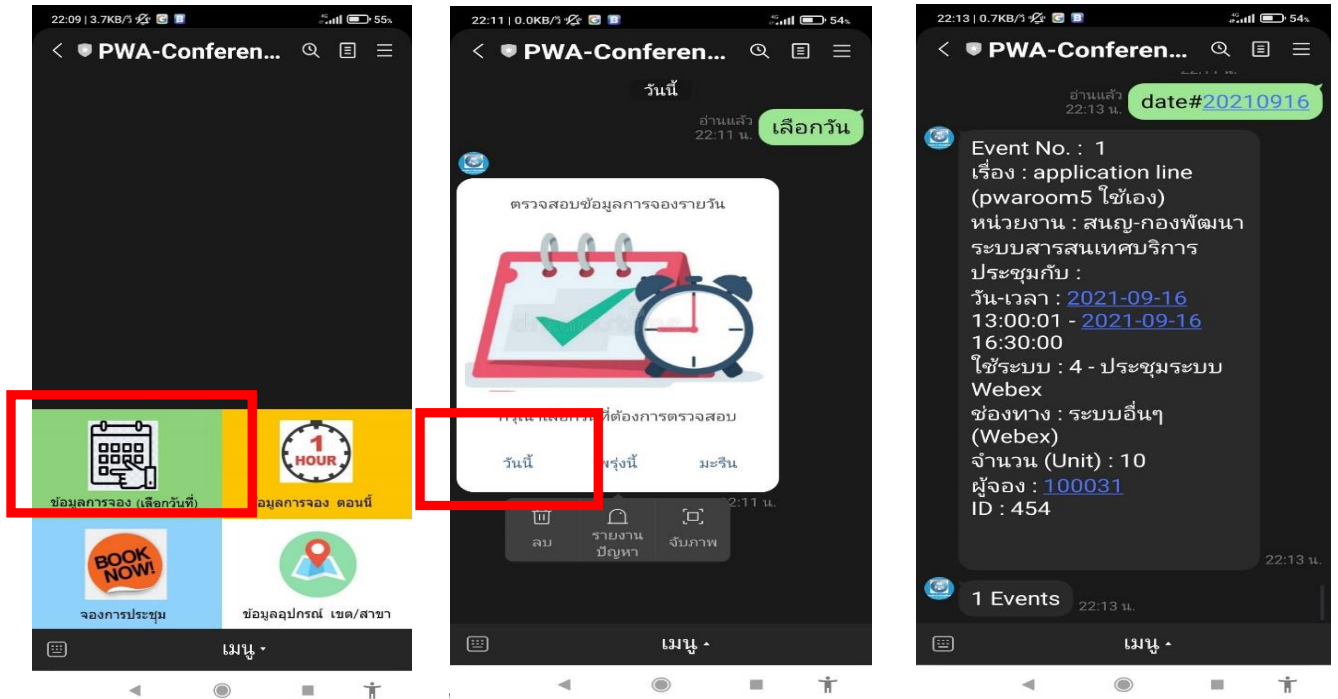 22:09 | 3.7KB/วิ
55%
PWA-Conferen...
1
HOUR
ข้อมูลการจอง (เลือกวันที่)
ข้อมูลการจอง ตอนนี้
BOOK
NOW!
จองการประชุม
ข้อมูลอุปกรณ์ เขต/สาขา
เมนู
22:11 | 0.0KB/วิ
54%
PWA-Conferen...
วันนี้
อ่านแล้ว
22:11 น.
เลือกวัน
ตรวจสอบข้อมูลการจองรายวัน
กรุณาเลือกวันที่ต้องการตรวจสอบ
วันนี้
พรุ่งนี้
มะรืน
22:11 น.
ลบ
รายงาน
ปัญหา
จับภาพ
เมนู
22:13 | 0.7KB/วิ
54%
PWA-Conferen...
อ่านแล้ว
22:13 น.
date#20210916
Event No. : 1
เรื่อง : application line
(pwaroom5 ใช้เอง)
หน่วยงาน : สนญ-กองพัฒนา
ระบบสารสนเทศบริการ
ประชุมกับ :
วัน-เวลา : 2021-09-16
13:00:01 - 2021-09-16
16:30:00
ใช้ระบบ : 4 - ประชุมระบบ
Webex
ช่องทาง : ระบบอื่นๆ
(Webex)
จำนวน (Unit) : 10
ผู้จอง : 100031
ID : 454
22:13 น.
1 Events
22:13 น.
เมนู